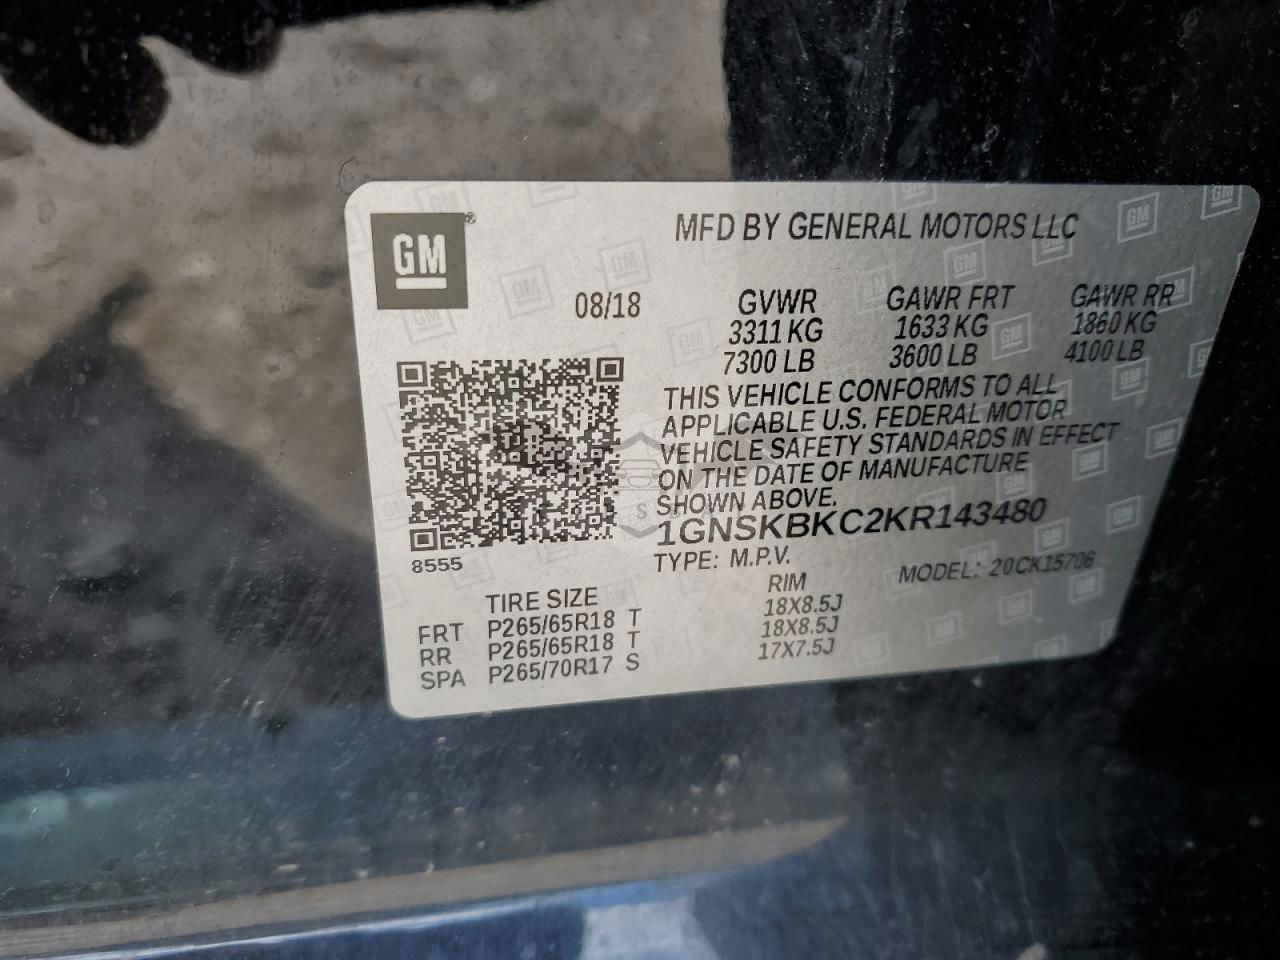 GM
MFD BY GENERAL MOTORS LLC
08/18
GVWR GAWR FRT GAWR RR
3311 KG 1633 KG 1860 KG
7300 LB 3600 LB 4100 LB
THIS VEHICLE CONFORMS TO ALL
APPLICABLE U.S. FEDERAL MOTOR
VEHICLE SAFETY STANDARDS IN EFFECT
ON THE DATE OF MANUFACTURE
SHOWN ABOVE.
1GNSKBKC2KR143480
8555
TYPE: M.P.V. MODEL: 20CK15706
TIRE SIZE RIM
FRT P265/65R18 T 18X8.5J
RR P265/65R18 T 18X8.5J
SPA P265/70R17 S 17X7.5J